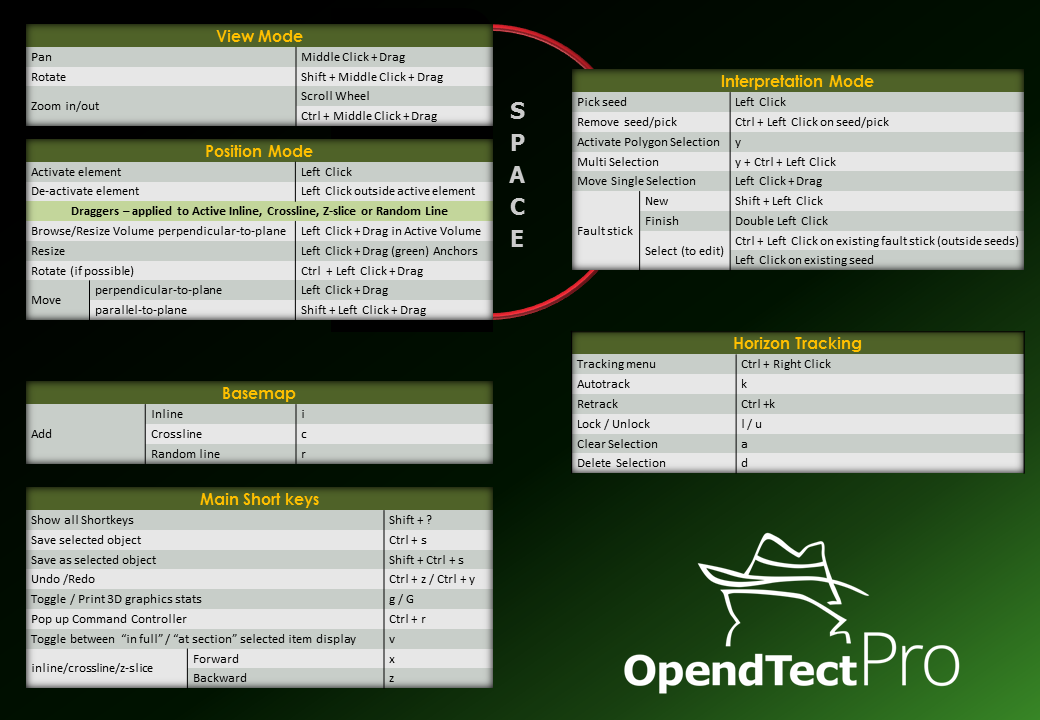 View Mode
Pan Middle Click + Drag
Rotate Shift + Middle Click + Drag
Zoom in/out Scroll Wheel
Ctrl + Middle Click + Drag
Position Mode
Activate element Left Click
De-activate element Left Click outside active element
Draggers – applied to Active Inline, Crossline, Z-slice or Random Line
Browse/Resize Volume perpendicular-to-plane Left Click + Drag in Active Volume
Resize Left Click + Drag (green) Anchors
Rotate (if possible) Ctrl + Left Click + Drag
Move perpendicular-to-plane Left Click + Drag
parallel-to-plane Shift + Left Click + Drag
S
P
A
C
E
Interpretation Mode
Pick seed Left Click
Remove seed/pick Ctrl + Left Click on seed/pick
Activate Polygon Selection y
Multi Selection y + Ctrl + Left Click
Move Single Selection Left Click + Drag
Fault stick New Shift + Left Click
Finish Double Left Click
Select (to edit) Ctrl + Left Click on existing fault stick (outside seeds)
Left Click on existing seed
Horizon Tracking
Tracking menu Ctrl + Right Click
Autotrack k
Retrack Ctrl +k
Lock / Unlock l / u
Clear Selection a
Delete Selection d
Basemap
Add Inline i
Crossline c
Random line r
Main Short keys
Show all Shortkeys Shift + ?
Save selected object Ctrl + s
Save as selected object Shift + Ctrl + s
Undo /Redo Ctrl + z / Ctrl + y
Toggle / Print 3D graphics stats g / G
Pop up Command Controller Ctrl + r
Toggle between “in full” / “at section” selected item display v
inline/crossline/z-slice Forward x
Backward z
OpendTect Pro